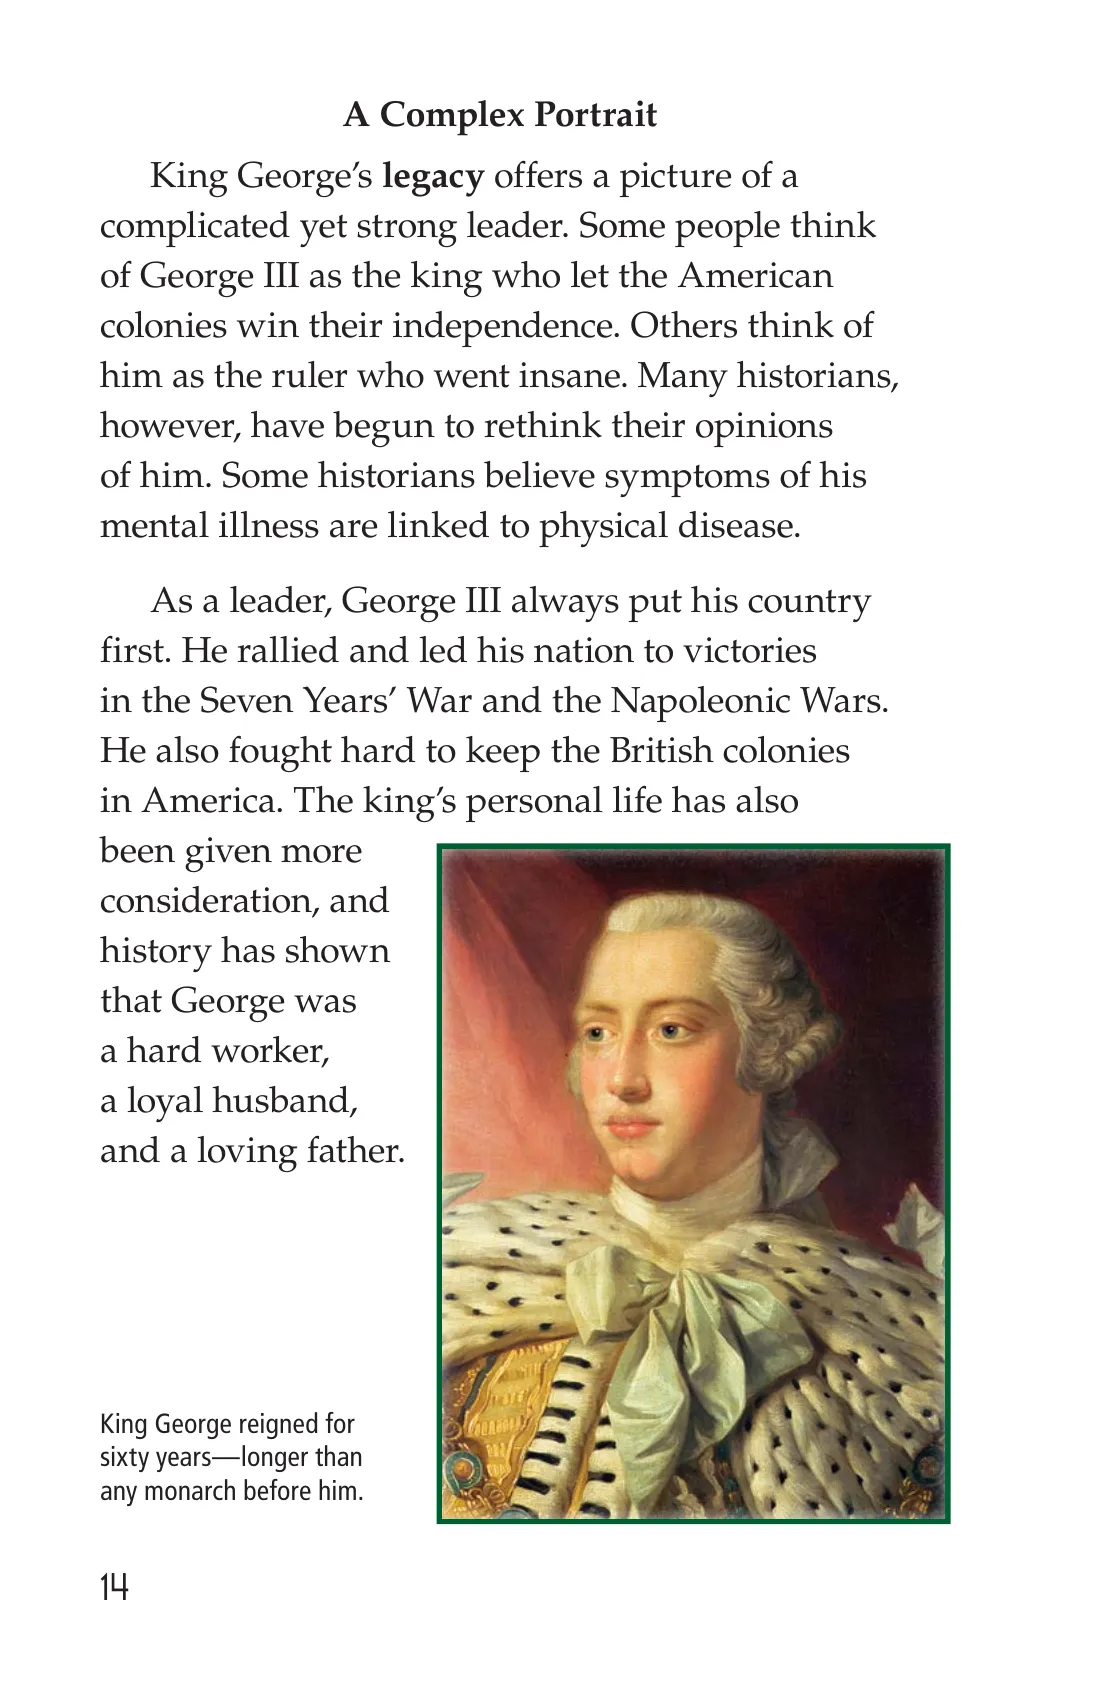 A Complex Portrait
King George’s legacy offers a picture of a
complicated yet strong leader. Some people think
of George III as the king who let the American
colonies win their independence. Others think of
him as the ruler who went insane. Many historians,
however, have begun to rethink their opinions
of him. Some historians believe symptoms of his
mental illness are linked to physical disease.
As a leader, George III always put his country
first. He rallied and led his nation to victories
in the Seven Years’ War and the Napoleonic Wars.
He also fought hard to keep the British colonies
in America. The king’s personal life has also
been given more
consideration, and
history has shown
that George was
a hard worker,
a loyal husband,
and a loving father.
King George reigned for
sixty years—longer than
any monarch before him.
14